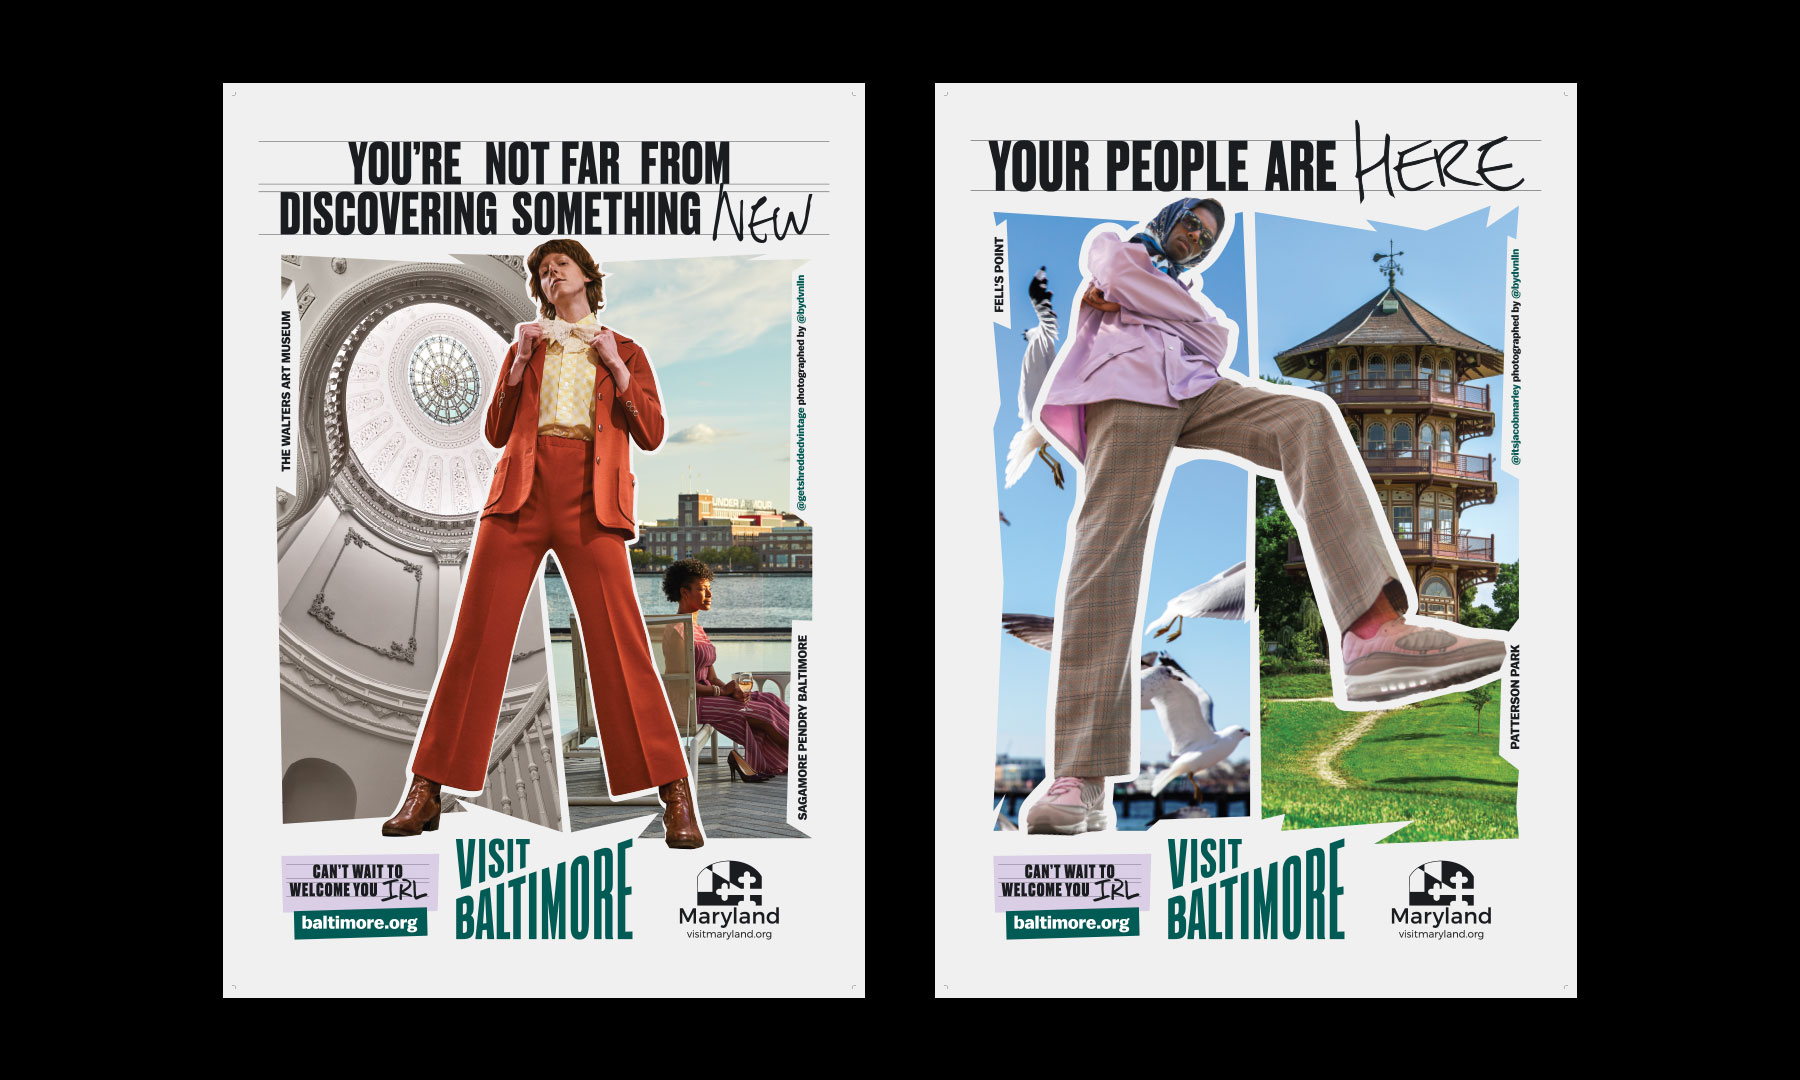 YOU'RE NOT FAR FROM
DISCOVERING SOMETHING NEW
THE WALTERS ART MUSEUM
@getshreddedvintage photographed by @bydvnlln
UNDER ARMOUR
SAGAMORE PENDRY BALTIMORE
CAN'T WAIT TO
WELCOME YOU IRL
baltimore.org
VISIT
BALTIMORE
Maryland
visitmaryland.org
YOUR PEOPLE ARE HERE
FELL'S POINT
@itsjacobmarley photographed by @bydvnlln
PATTERSON PARK
CAN'T WAIT TO
WELCOME YOU IRL
baltimore.org
VISIT
BALTIMORE
Maryland
visitmaryland.org